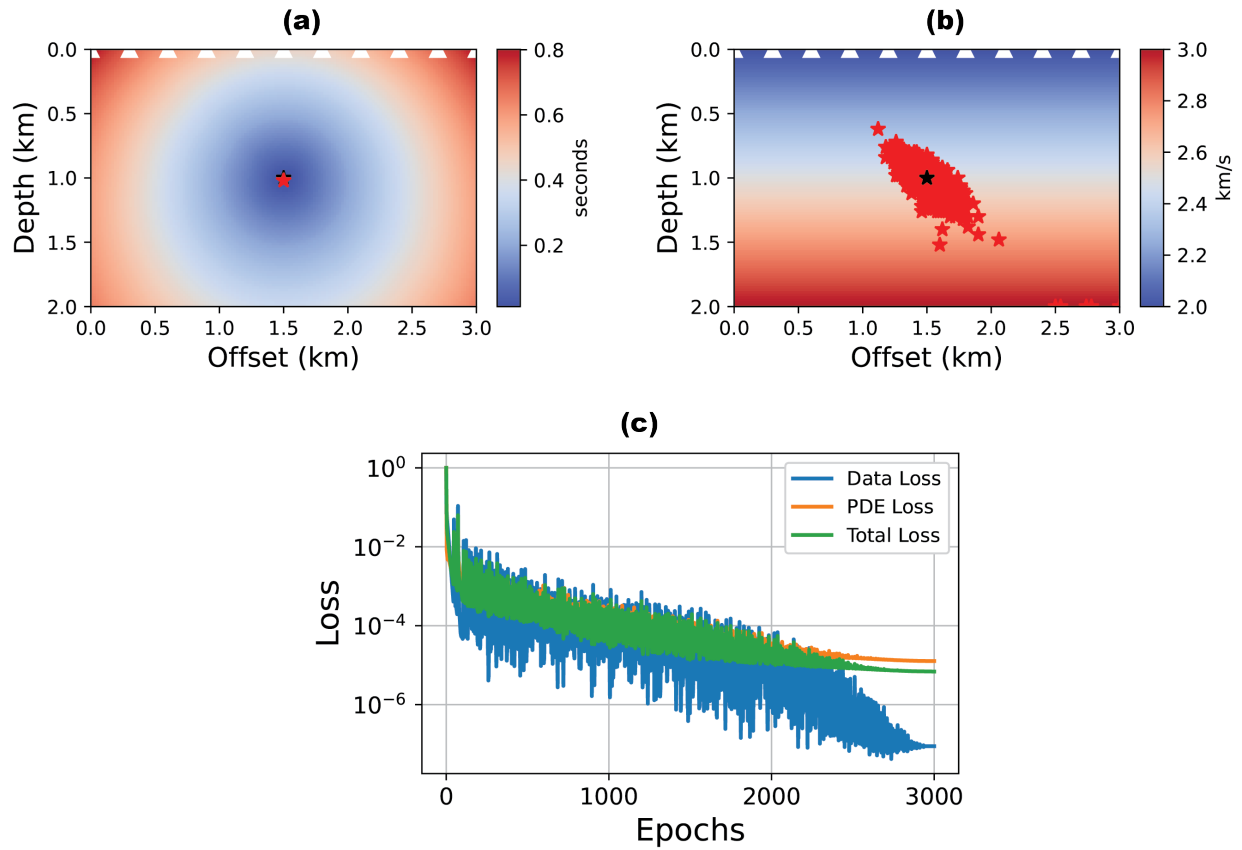 (a)
0.0
0.5
1.0
1.5
2.0
Depth (km)
0.0 0.5 1.0 1.5 2.0 2.5 3.0
Offset (km)
0.8
0.6
0.4
0.2
seconds
(b)
0.0
0.5
1.0
1.5
2.0
Depth (km)
0.0 0.5 1.0 1.5 2.0 2.5 3.0
Offset (km)
3.0
2.8
2.6
2.4
2.2
2.0
km/s
(c)
10⁰
10⁻²
10⁻⁴
10⁻⁶
Loss
Data Loss
PDE Loss
Total Loss
0 1000 2000 3000
Epochs